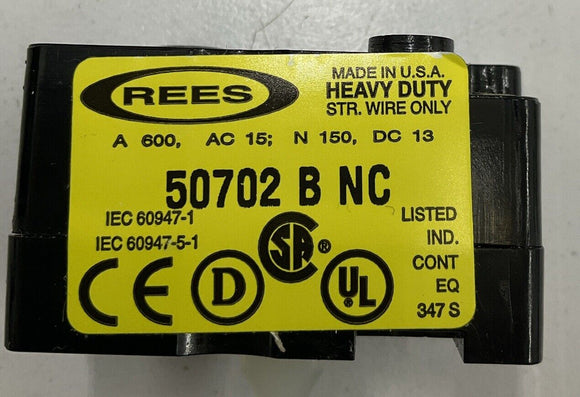 REES
MADE IN U.S.A.
HEAVY DUTY
STR. WIRE ONLY
A 600, AC 15; N 150, DC 13
50702 B NC
IEC 60947-1
IEC 60947-5-1
CE
D
SA ®
UL
LISTED
IND.
CONT
EQ
347 S